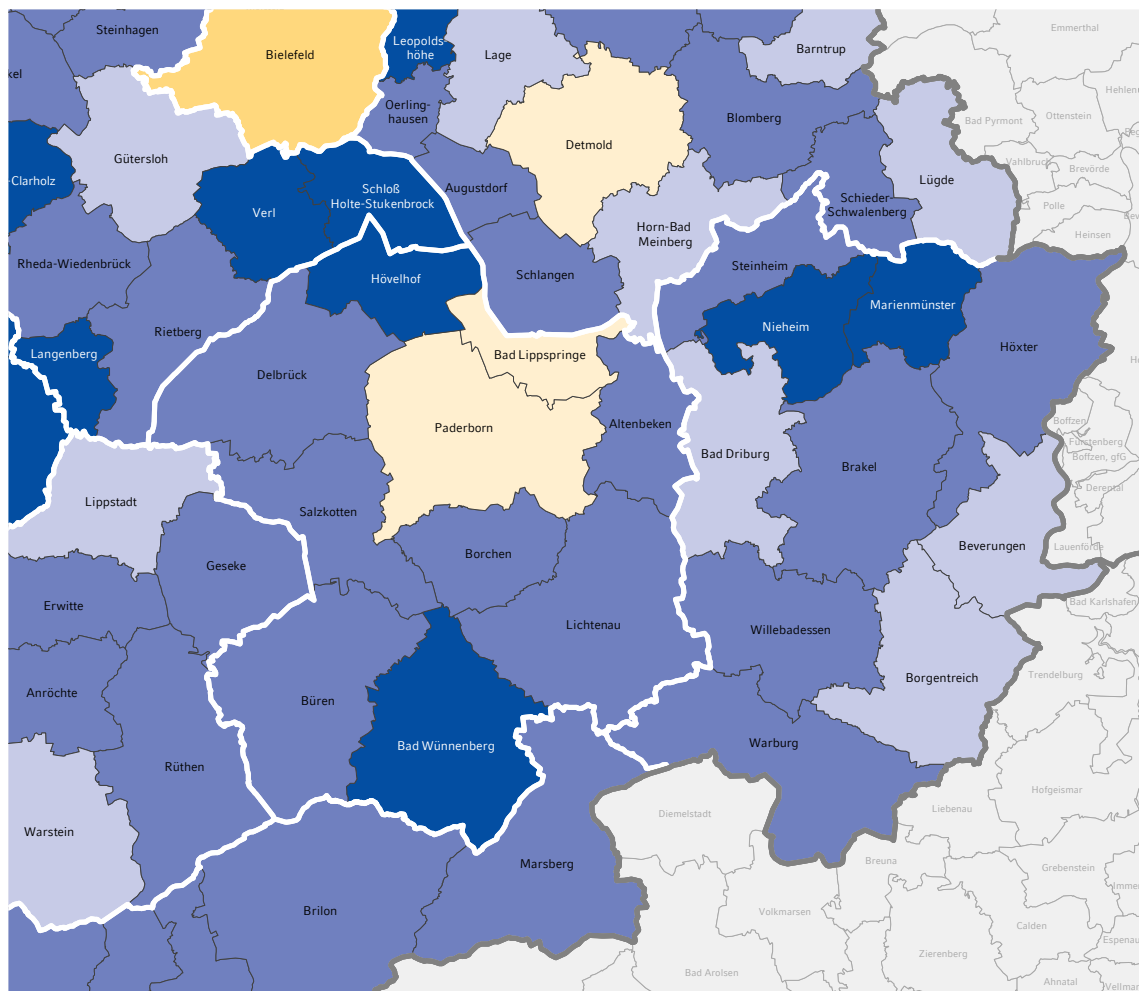 Steinhagen
Bielefeld
Leopolds-
höhe
Lage
Barntrup
Emmerthal
kel
Oerling-
hausen
Blomberg
Bad Pyrmont
Ottenstein
Gütersloh
Detmold
Vahlbruch
Brevörde
-Clarholz
Verl
Schloß
Holte-Stukenbrock
Augustdorf
Schieder
Schwalenberg
Lügde
Polle
Heinsen
Horn-Bad
Meinberg
Rheda-Wiedenbrück
Hövelhof
Schlangen
Steinheim
Marienmünster
Nieheim
Rietberg
Langenberg
Bad Lippspringe
Höxter
Delbrück
Paderborn
Altenbeken
Boffzen
Fürstenberg
Boffzen, gfG
Bad Driburg
Brakel
Derental
Lippstadt
Salzkotten
Borchen
Beverungen
Lauenförde
Geseke
Erwitte
Lichtenau
Willebadessen
Bad Karlshafen
Borgentreich
Trendelburg
Anröchte
Büren
Bad Wünnenberg
Warburg
Rüthen
Hofgeismar
Liebenau
Diemelstadt
Warstein
Marsberg
Breuna
Grebenstein
Brilon
Volkmarsen
Calden
Espenau
Zierenberg
Bad Arolsen
Ahnatal